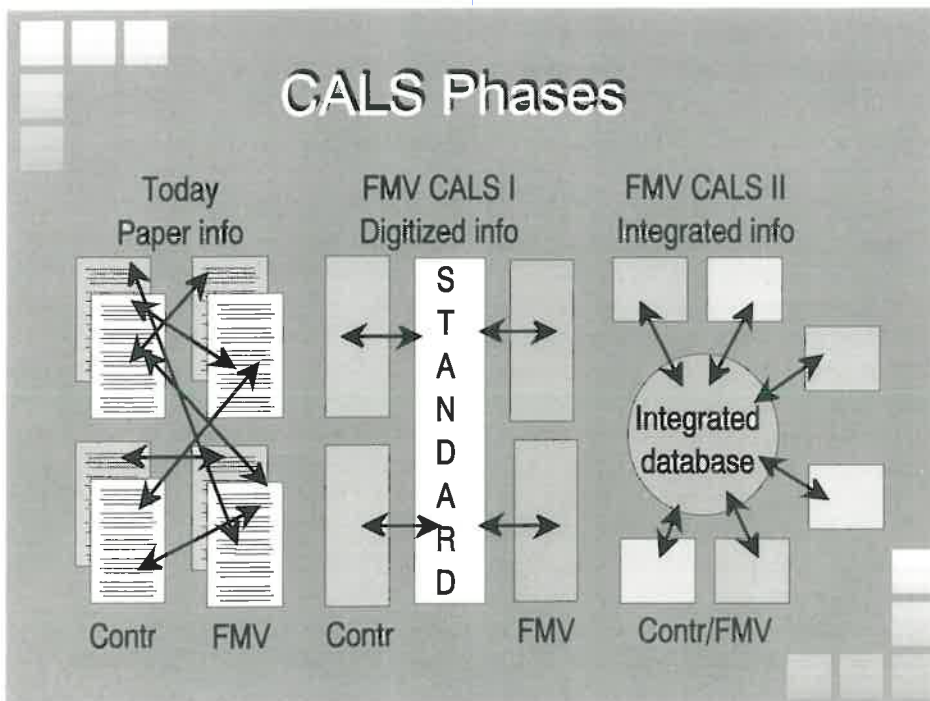 CALS Phases
Today
Paper info
FMV CALS I
Digitized info
FMV CALS II
Integrated info
STANDARD
Integrated
database
Contr
FMV
Contr
FMV
Contr/FMV